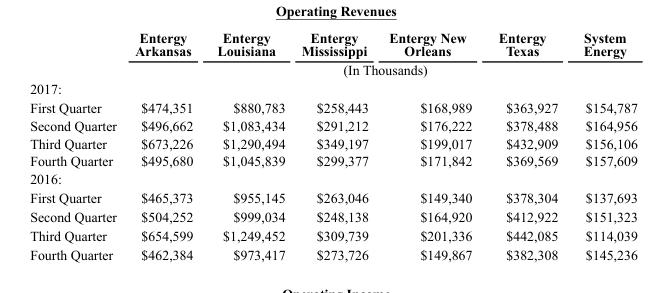 Operating Revenues
Entergy Arkansas Entergy Louisiana Entergy Mississippi Entergy New Orleans Entergy Texas System Energy
(In Thousands)
2017:
First Quarter $474,351 $880,783 $258,443 $168,989 $363,927 $154,787
Second Quarter $496,662 $1,083,434 $291,212 $176,222 $378,488 $164,956
Third Quarter $673,226 $1,290,494 $349,197 $199,017 $432,909 $156,106
Fourth Quarter $495,680 $1,045,839 $299,377 $171,842 $369,569 $157,609
2016:
First Quarter $465,373 $955,145 $263,046 $149,340 $378,304 $137,693
Second Quarter $504,252 $999,034 $248,138 $164,920 $412,922 $151,323
Third Quarter $654,599 $1,249,452 $309,739 $201,336 $442,085 $114,039
Fourth Quarter $462,384 $973,417 $273,726 $149,867 $382,308 $145,236